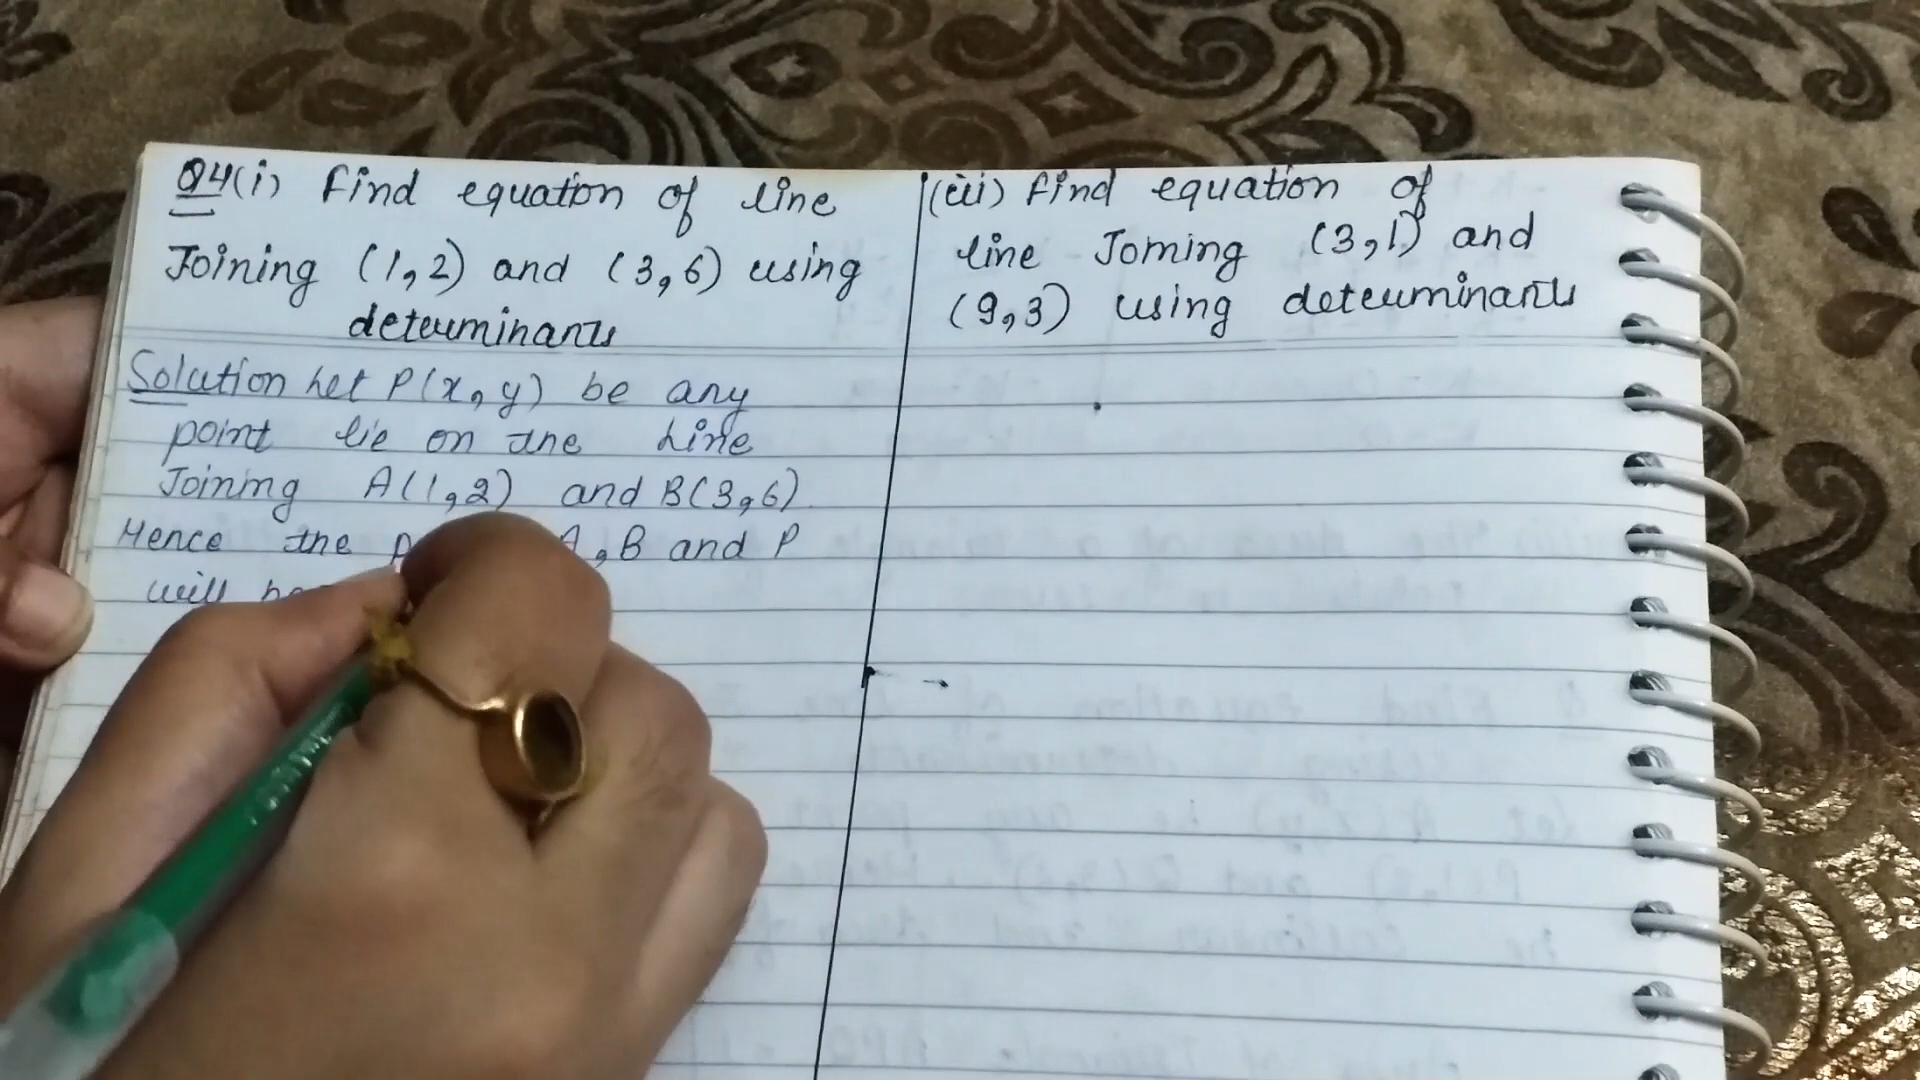 Q4(i) Find equation of line
Joining (1,2) and (3,6) using
determinants
Solution Let P(x,y) be any
point lie on the Line
Joining A(1,2) and B(3,6).
Hence the A,B and P
will
(iii) Find equation of
line Joining (3,1) and
(9,3) using determinants